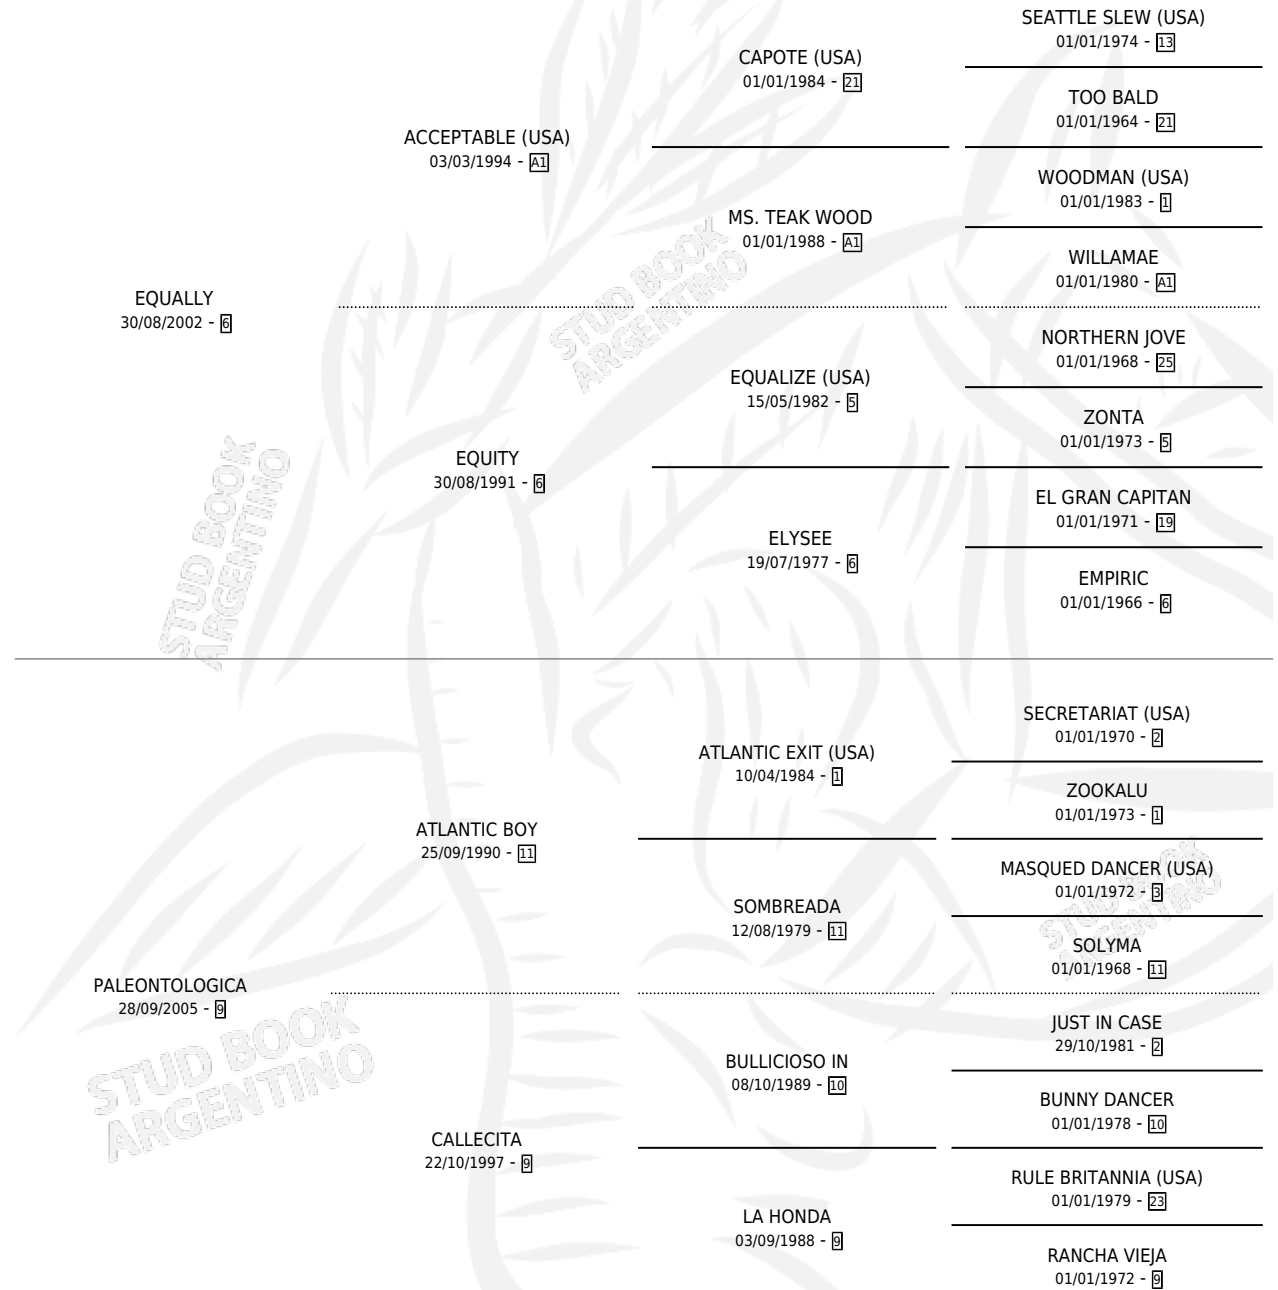 SEATTLE SLEW (USA)
01/01/1974 - 13
CAPOTE (USA)
01/01/1984 - 21
TOO BALD
01/01/1964 - 21
ACCEPTABLE (USA)
03/03/1994 - A1
WOODMAN (USA)
01/01/1983 - 1
MS. TEAK WOOD
01/01/1988 - A1
WILLAMAE
01/01/1980 - A1
EQUALLY
30/08/2002 - 6
NORTHERN JOVE
01/01/1968 - 25
EQUALIZE (USA)
15/05/1982 - 5
ZONTA
01/01/1973 - 5
EQUITY
30/08/1991 - 6
EL GRAN CAPITAN
01/01/1971 - 19
ELYSEE
19/07/1977 - 6
EMPIRIC
01/01/1966 - 6
STUD BOOK
ARGENTINO
STUD BOOK
ARGENTINO
SECRETARIAT (USA)
01/01/1970 - 2
ATLANTIC EXIT (USA)
10/04/1984 - 1
ZOOKALU
01/01/1973 - 1
ATLANTIC BOY
25/09/1990 - 11
MASQUED DANCER (USA)
01/01/1972 - 3
SOMBREADA
12/08/1979 - 11
SOLYMA
01/01/1968 - 11
PALEONTOLOGICA
28/09/2005 - 9
JUST IN CASE
29/10/1981 - 2
BULLICIOSO IN
08/10/1989 - 10
BUNNY DANCER
01/01/1978 - 10
CALLECITA
22/10/1997 - 9
RULE BRITANNIA (USA)
01/01/1979 - 23
LA HONDA
03/09/1988 - 9
RANCHA VIEJA
01/01/1972 - 9
STUD BOOK
ARGENTINO
STUD BOOK
ARGENTINO